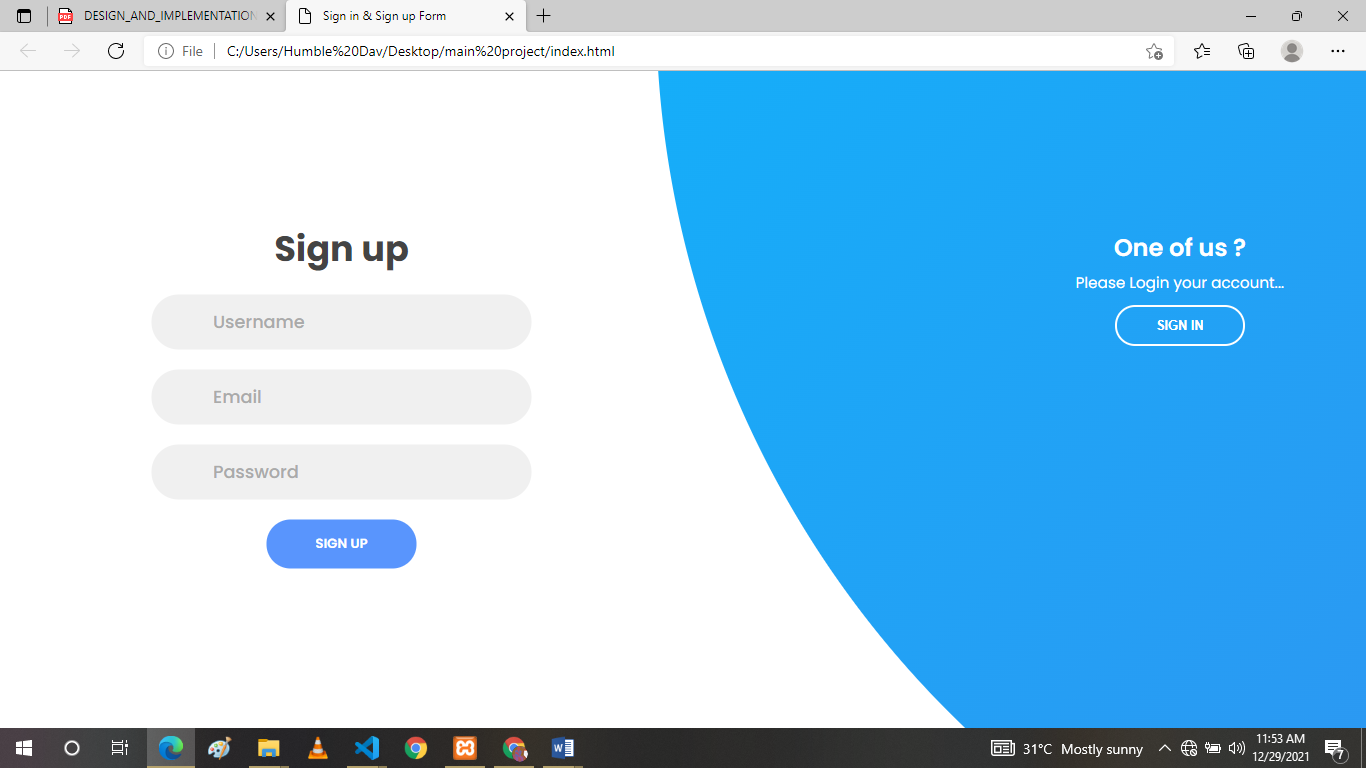 DESIGN_AND_IMPLEMENTATION
Sign in & Sign up Form
File
C:/Users/Humble%20Dav/Desktop/main%20project/index.html
Sign up
Username
Email
Password
SIGN UP
One of us ?
Please Login your account...
SIGN IN
31°C Mostly sunny
11:53 AM
12/29/2021
7